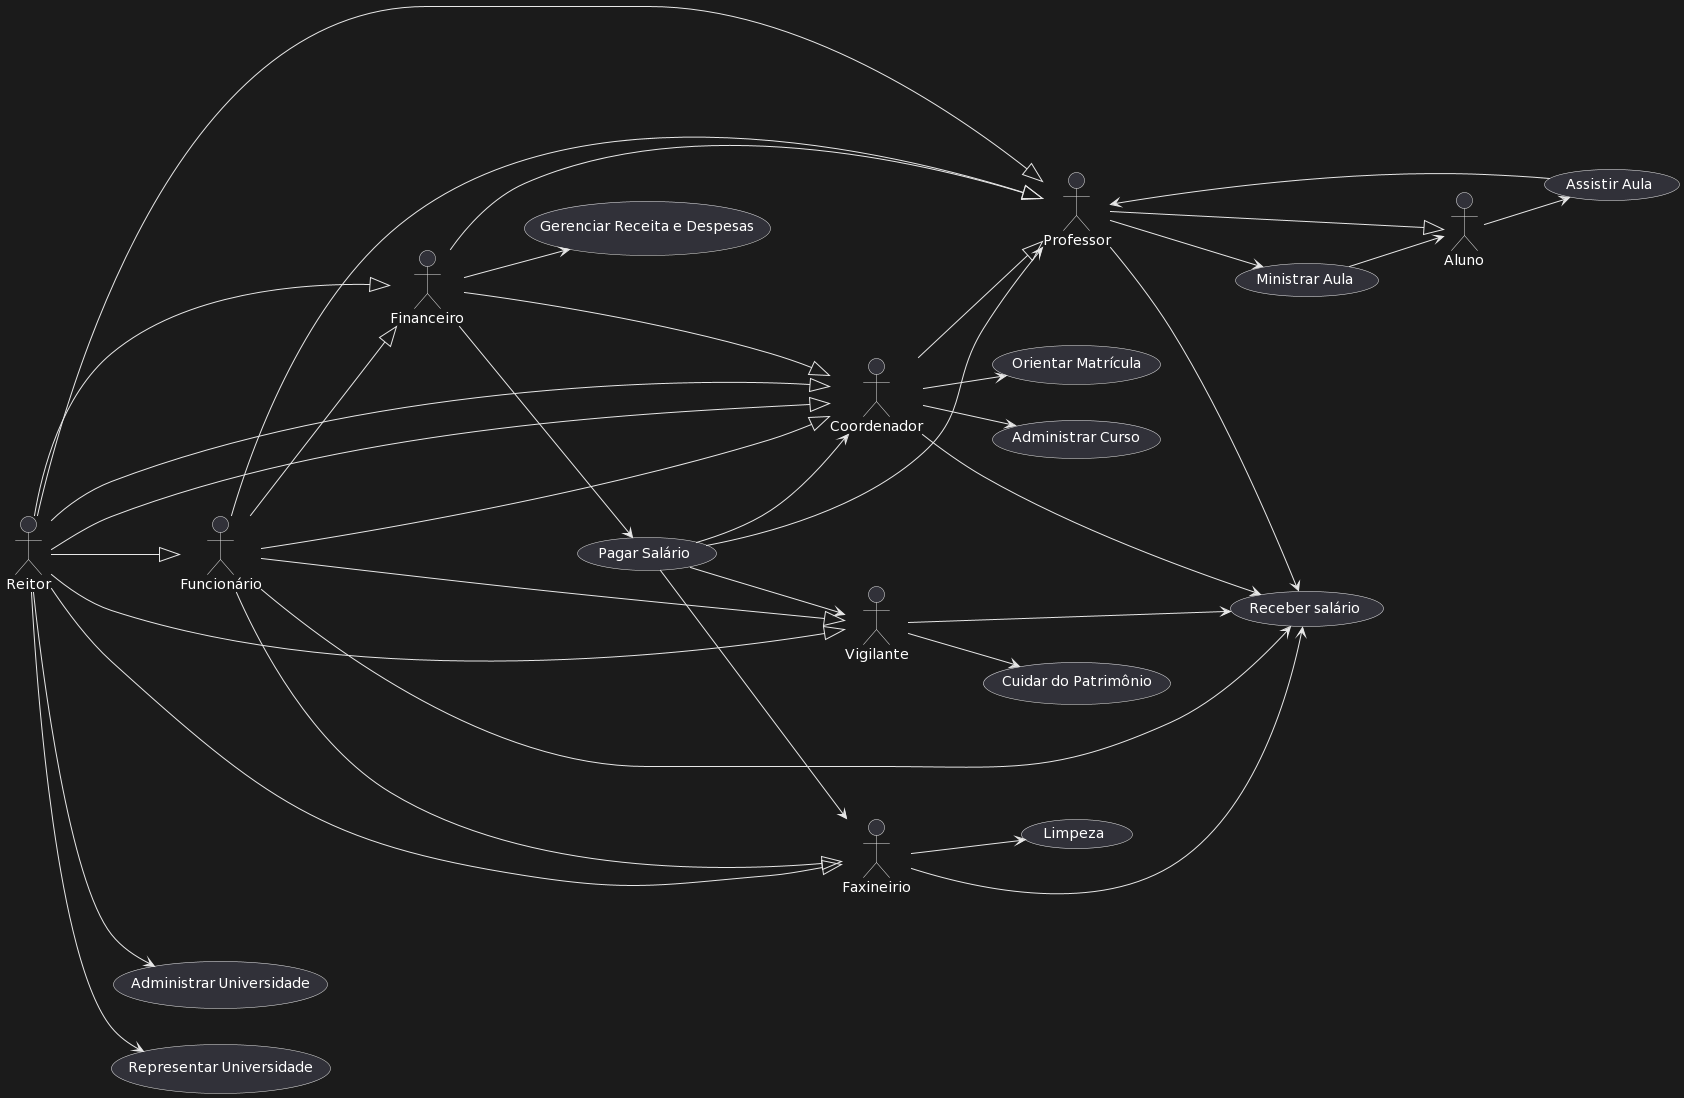 Assistir Aula
Professor
Aluno
Gerenciar Receita e Despesas
Ministrar Aula
Financeiro
Orientar Matrícula
Coordenador
Administrar Curso
Pagar Salário
Reitor
Funcionário
Receber salário
Vigilante
Cuidar do Patrimônio
Limpeza
Faxineirio
Administrar Universidade
Representar Universidade